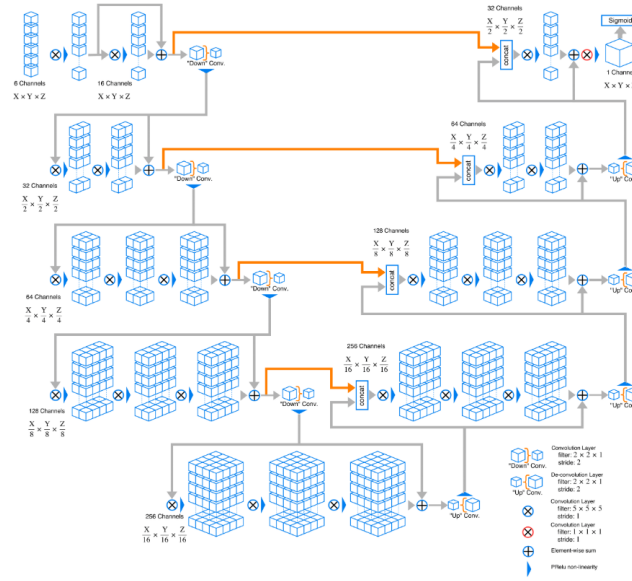 6 Channels
X × Y × Z
16 Channels
X × Y × Z
"Down" Conv.
32 Channels
X/2 × Y/2 × Z/2
concat
Sigmoid
1 Channel
X × Y ×
32 Channels
X/2 × Y/2 × Z/2
"Down" Conv.
64 Channels
X/4 × Y/4 × Z/4
concat
"Up" Co
64 Channels
X/4 × Y/4 × Z/4
"Down" Conv.
128 Channels
X/8 × Y/8 × Z/8
concat
"Up" Co
128 Channels
X/8 × Y/8 × Z/8
"Down" Conv.
256 Channels
X/16 × Y/16 × Z/16
concat
"Up" Co
256 Channels
X/16 × Y/16 × Z/16
"Up" Conv.
Convolution Layer
filter: 2 × 2 × 1
stride: 2
"Down" Conv.
De-convolution Layer
filter: 2 × 2 × 1
stride: 2
"Up" Conv.
Convolution Layer
filter: 5 × 5 × 5
stride: 1
Convolution Layer
filter: 1 × 1 × 1
stride: 1
Element-wise sum
PRelu non-linearity